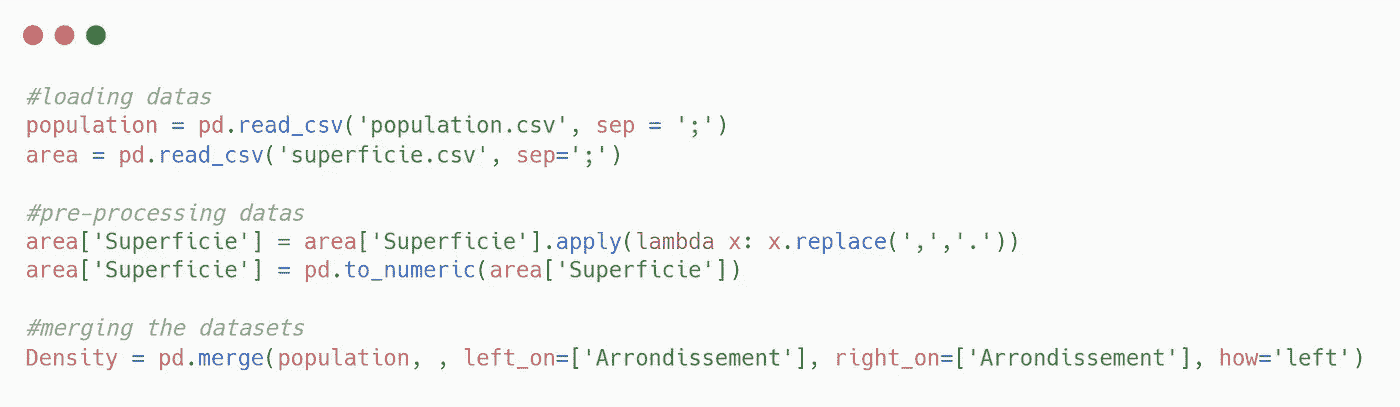 #loading datas
population = pd.read_csv('population.csv', sep = ';')
area = pd.read_csv('superficie.csv', sep=';')
#pre-processing datas
area['Superficie'] = area['Superficie'].apply(lambda x: x.replace(',','.'))
area['Superficie'] = pd.to_numeric(area['Superficie'])
#merging the datasets
Density = pd.merge(population, , left_on=['Arrondissement'], right_on=['Arrondissement'], how='left')